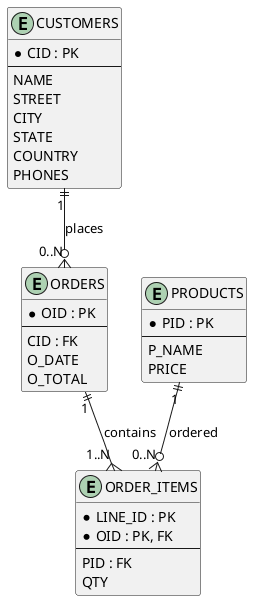 E CUSTOMERS
* CID : PK
NAME
STREET
CITY
STATE
COUNTRY
PHONES
1
places
0..N
E ORDERS
* OID : PK
CID : FK
O_DATE
O_TOTAL
E PRODUCTS
* PID : PK
P_NAME
PRICE
1
1
contains
ordered
1..N
0..N
E ORDER_ITEMS
* LINE_ID : PK
* OID : PK, FK
PID : FK
QTY